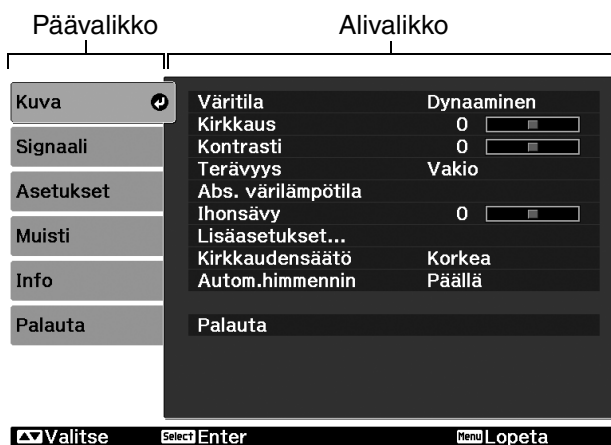 Päävalikko Alivalikko
Kuva Väritila Dynaaminen
Kirkkaus 0
Signaali Kontrasti 0
Terävyys Vakio
Asetukset Abs. värilämpötila
Ihonsävy 0
Muisti Lisäasetukset...
Kirkkaudensäätö Korkea
Info Autom.himmennin Päällä
Palauta Palauta
Valitse Select Enter Menu Lopeta